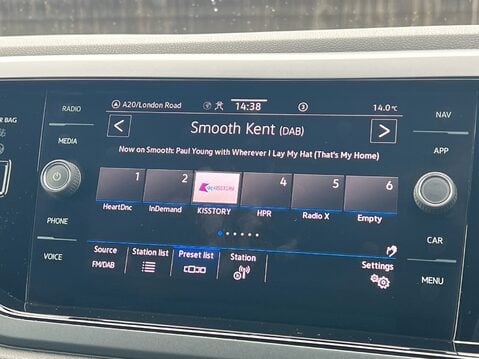 RADIO
MEDIA
PHONE
VOICE
R BAG
A20/London Road
14:38
3
14.0°C
< Smooth Kent (DAB) >
Now on Smooth: Paul Young with Wherever I Lay My Hat (That's My Home)
1 2 4 5 6
HeartDnc InDemand KISSTORY HPR Radio X Empty
Source Station list Preset list Station Settings
FM/DAB
NAV
APP
CAR
MENU